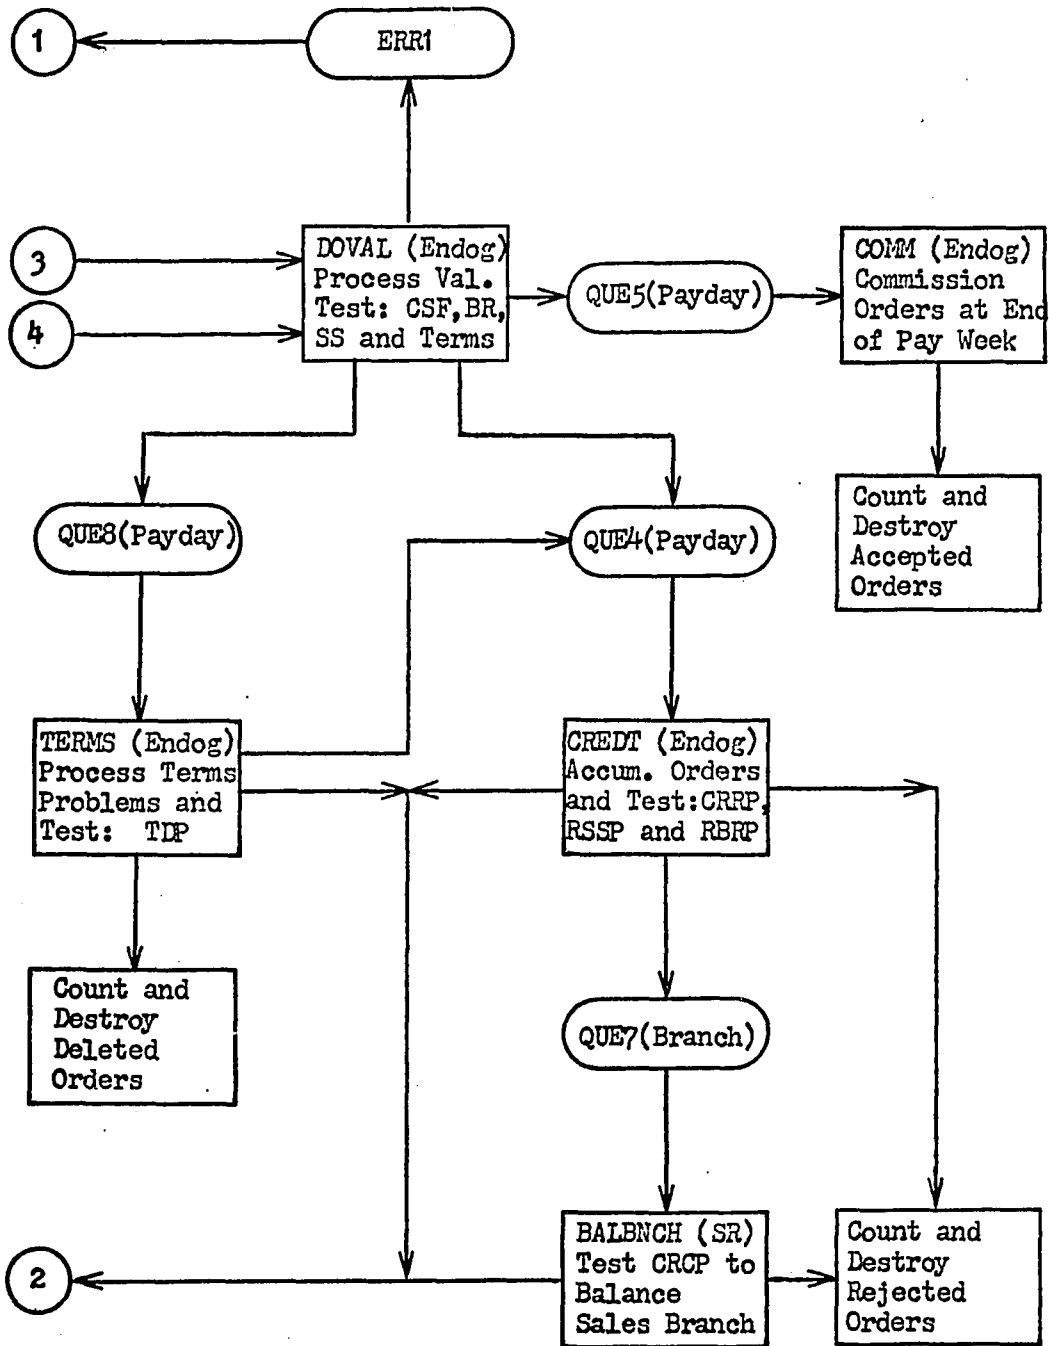 1
ERR1
3
4
DOVAL (Endog)
Process Val.
Test: CSF,BR,
SS and Terms
QUE5(Payday)
COMM (Endog)
Commission
Orders at End
of Pay Week
QUE8(Payday)
QUE4(Payday)
Count and
Destroy
Accepted
Orders
TERMS (Endog)
Process Terms
Problems and
Test: TDP
CREDT (Endog)
Accum. Orders
and Test:CRRP,
RSSP and RBRP
Count and
Destroy
Deleted
Orders
QUE7(Branch)
2
BALBNCH (SR)
Test CRCP to
Balance
Sales Branch
Count and
Destroy
Rejected
Orders